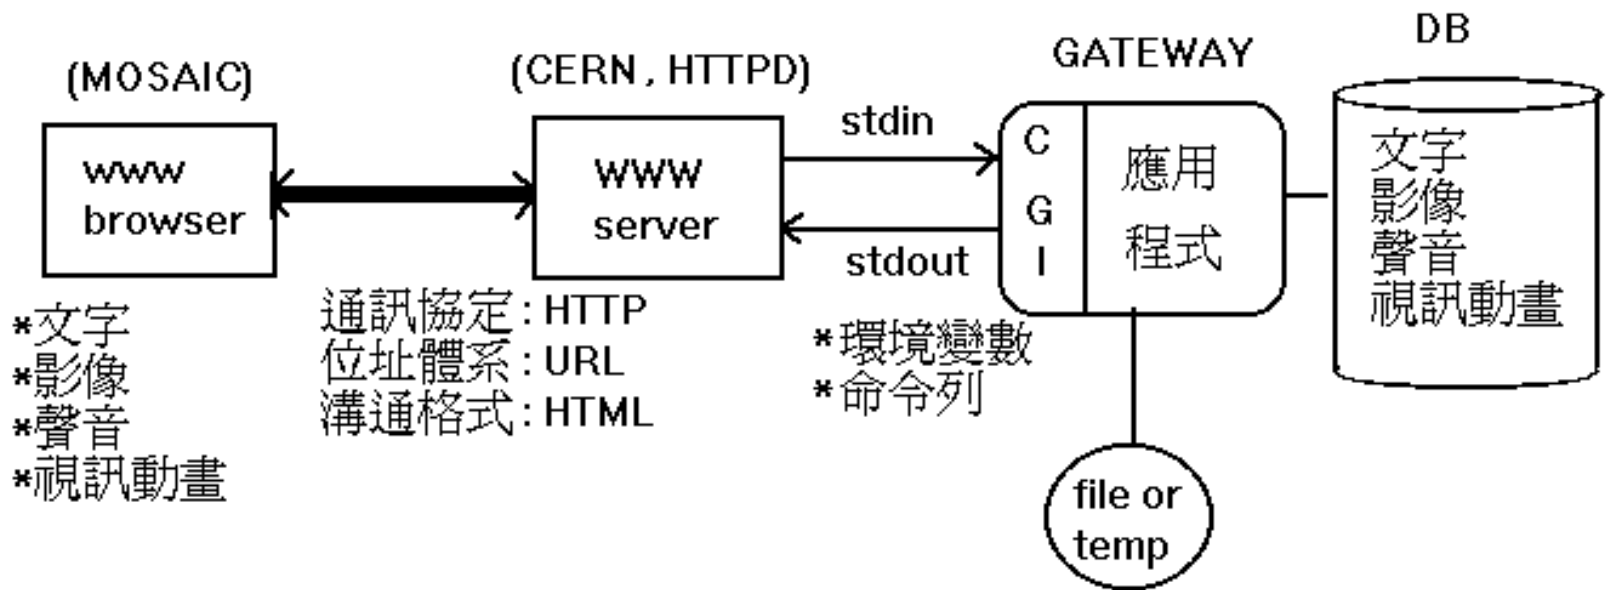 (MOSAIC)
www
browser
*文字
*影像
*聲音
*視訊動畫
(CERN, HTTPD)
WWW
server
通訊協定: HTTP
位址體系: URL
溝通格式: HTML
stdin
stdout
GATEWAY
C
G
I
應用
程式
*環境變數
*命令列
file or
temp
DB
文字
影像
聲音
視訊動畫